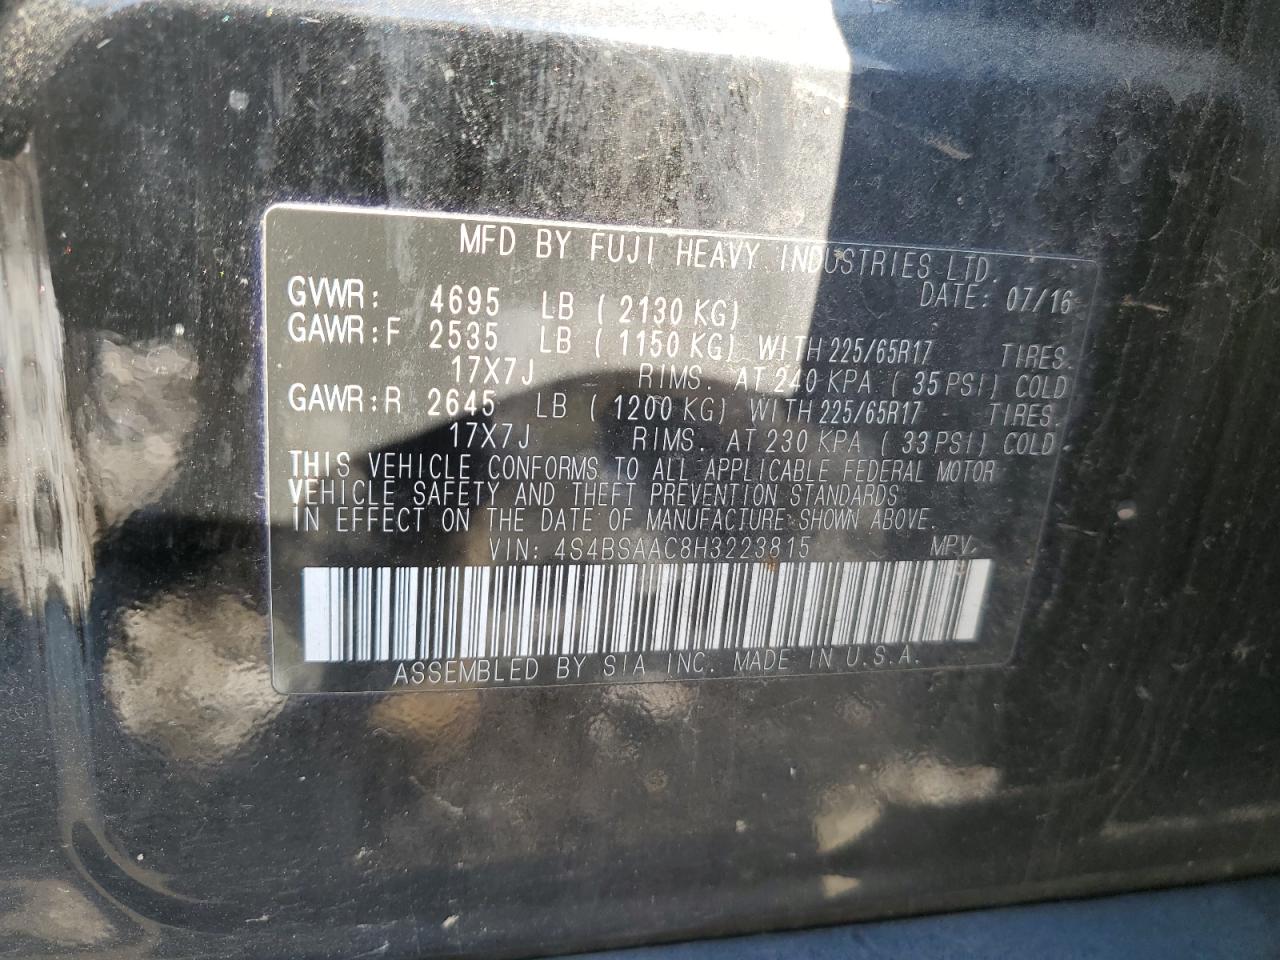 MFD BY FUJI HEAVY INDUSTRIES LTD.
DATE: 07/16
GVWR: 4695 LB ( 2130 KG)
GAWR:F 2535 LB ( 1150 KG) WITH 225/65R17 TIRES.
17X7J RIMS. AT 240 KPA ( 35 PSI) COLD
GAWR:R 2645 LB ( 1200 KG) WITH 225/65R17 TIRES.
17X7J RIMS. AT 230 KPA ( 33 PSI) COLD.
THIS VEHICLE CONFORMS TO ALL APPLICABLE FEDERAL MOTOR
VEHICLE SAFETY AND THEFT PREVENTION STANDARDS
IN EFFECT ON THE DATE OF MANUFACTURE SHOWN ABOVE.
VIN: 4S4BSAAC8H3223815 MPV
ASSEMBLED BY SIA INC. MADE IN U.S.A.